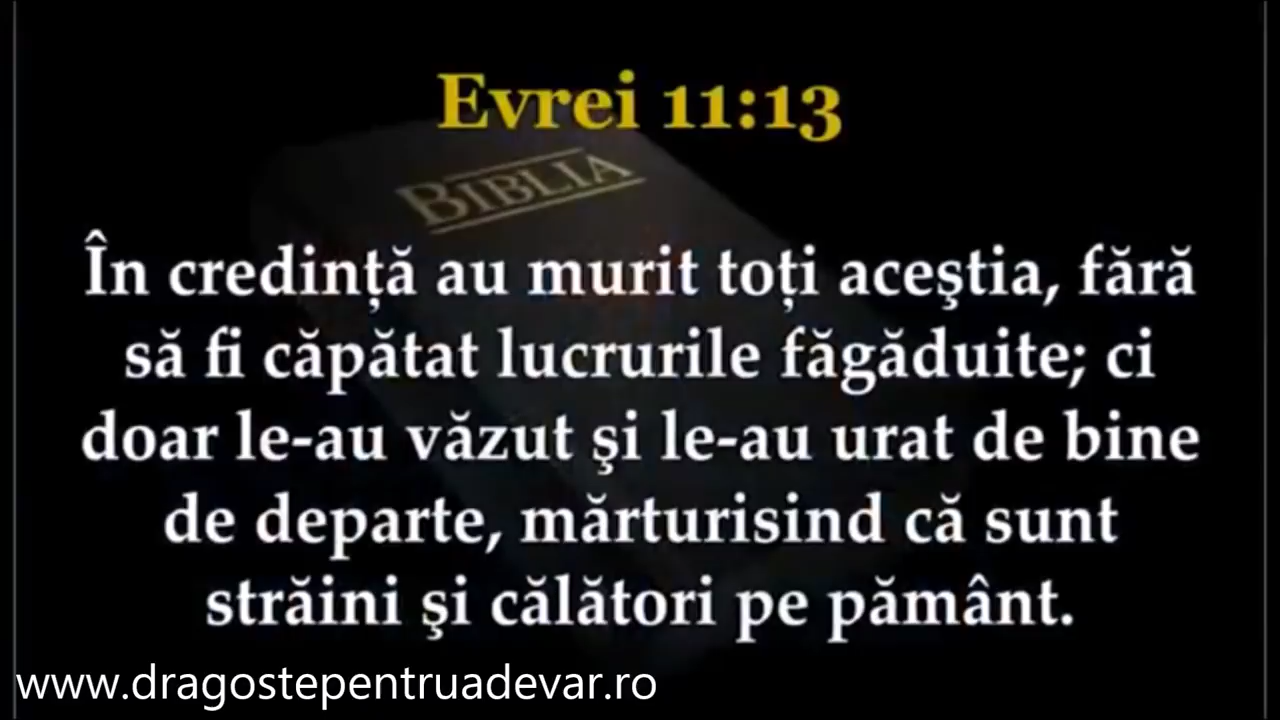 Evrei 11:13
BIBLIA
În credinţă au murit toţi aceştia, fără
să fi căpătat lucrurile făgăduite; ci
doar le-au văzut şi le-au urat de bine
de departe, mărturisind că sunt
străini şi călători pe pământ.
www.dragostepentruadevar.ro